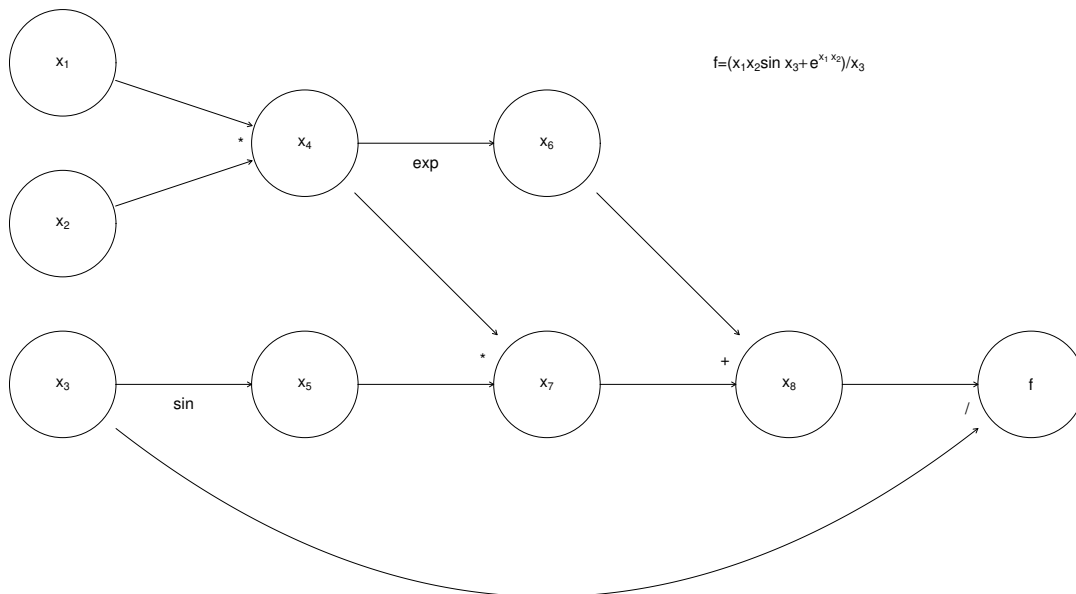 x₁
f=(x₁x₂sin x₃+e^{x₁ x₂})/x₃
* x₄
x₆
exp
x₂
* +
x₃ x₅ x₇ x₈ f
sin /